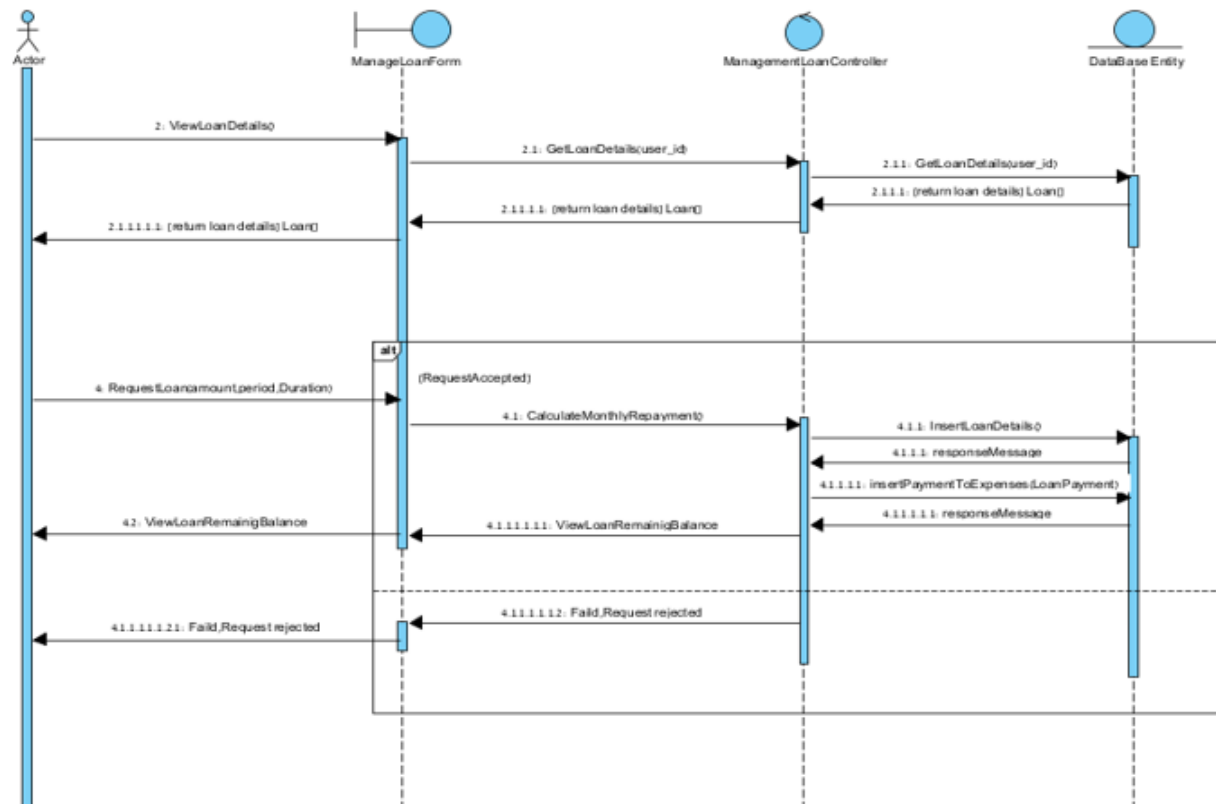 Actor
ManageLoanForm
ManagementLoanController
DataBase Entity
2: ViewLoanDetails()
2.1: GetLoanDetails(user_id)
2.1.1: GetLoanDetails(user_id)
2.1.1.1: (return loan details) Loan()
2.1.1.1.1: (return loan details) Loan()
2.1.1.1.1.1: (return loan details) Loan()
alt
(RequestAccepted)
4: RequestLoan(amount,period,Duration)
4.1: CalculateMonthlyRepayment()
4.1.1: InsertLoanDetails()
4.1.1.1: responseMessage
4.1.1.1.1: insertPaymentToExpenses(LoanPayment)
4.1.1.1.1.1: responseMessage
4.1.1.1.1.1.1: ViewLoanRemainigBalance
4.2: ViewLoanRemainigBalance
4.1.1.1.1.1.2: Faild,Request rejected
4.1.1.1.1.1.2.1: Faild,Request rejected